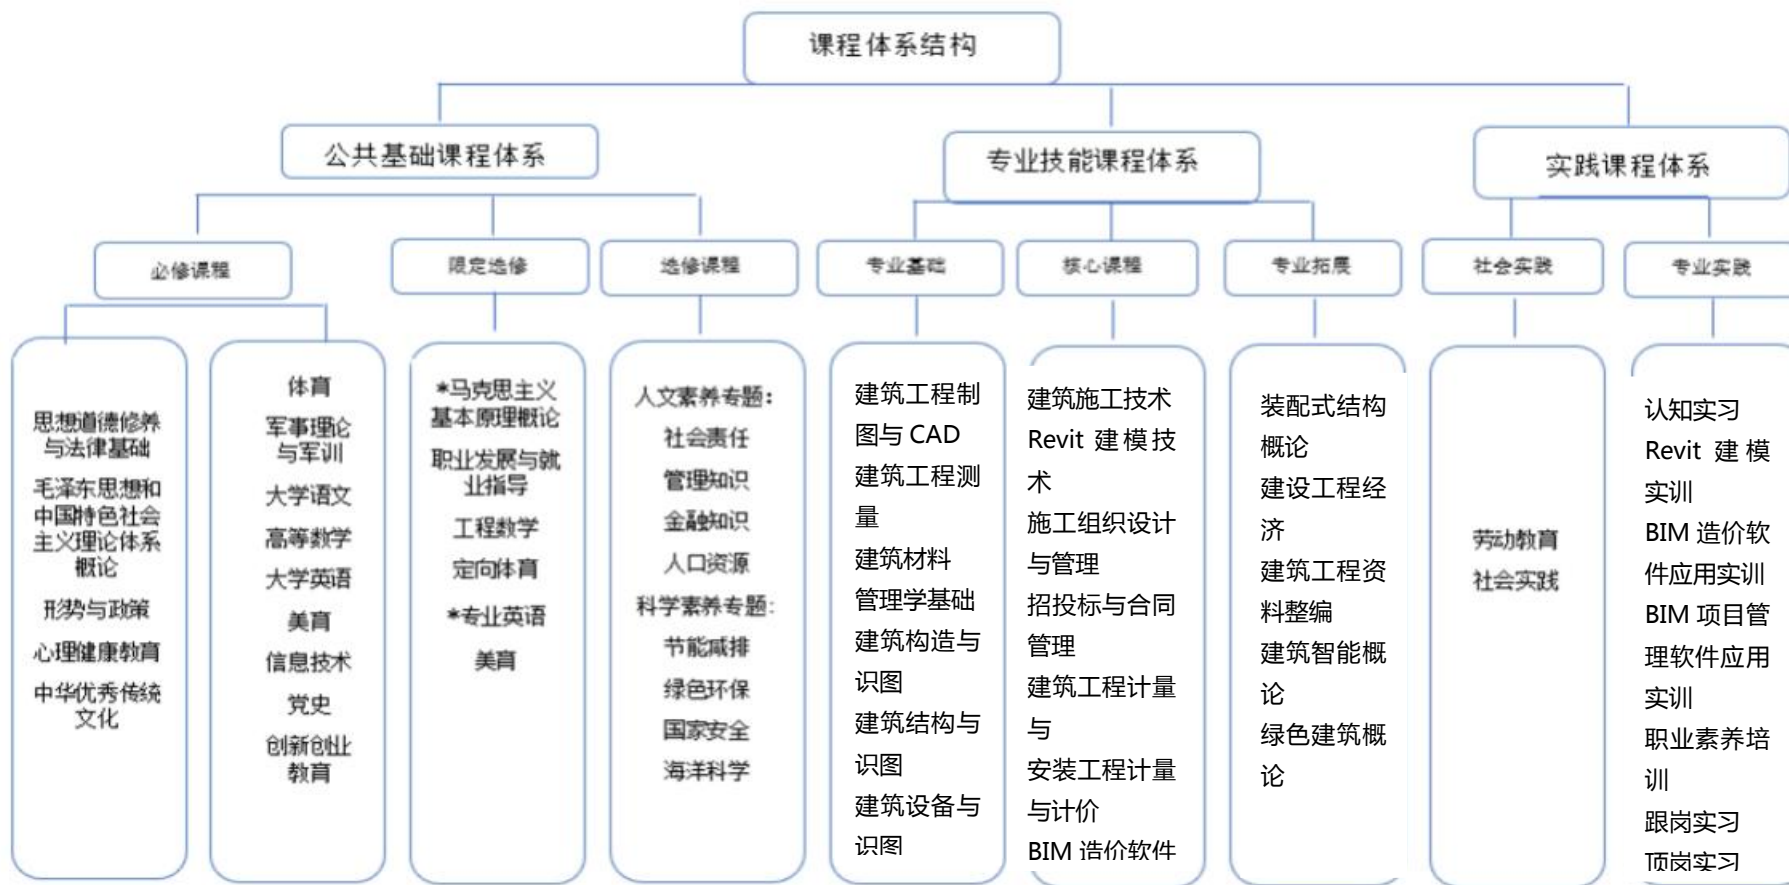 课程体系结构
公共基础课程体系
专业技能课程体系
实践课程体系
必修课程
限定选修
选修课程
专业基础
核心课程
专业拓展
社会实践
专业实践
思想道德修养
与法律基础
毛泽东思想和
中国特色社会
主义理论体系
概论
形势与政策
心理健康教育
中华优秀传统
文化
体育
军事理论
与军训
大学语文
高等数学
大学英语
美育
信息技术
党史
创新创业
教育
*马克思主义
基本原理概论
职业发展与就
业指导
工程数学
定向体育
*专业英语
美育
人文素养专题：
社会责任
管理知识
金融知识
人口资源
科学素养专题：
节能减排
绿色环保
国家安全
海洋科学
建筑工程制
图与 CAD
建筑工程测
量
建筑材料
管理学基础
建筑构造与
识图
建筑结构与
识图
建筑设备与
识图
建筑施工技术
Revit 建模技
术
施工组织设计
与管理
招投标与合同
管理
建筑工程计量
与
安装工程计量
与计价
BIM 造价软件
装配式结构
概论
建设工程经
济
建筑工程资
料整编
建筑智能概
论
绿色建筑概
论
劳动教育
社会实践
认知实习
Revit 建模
实训
BIM 造价软
件应用实训
BIM 项目管
理软件应用
实训
职业素养培
训
跟岗实习
顶岗实习